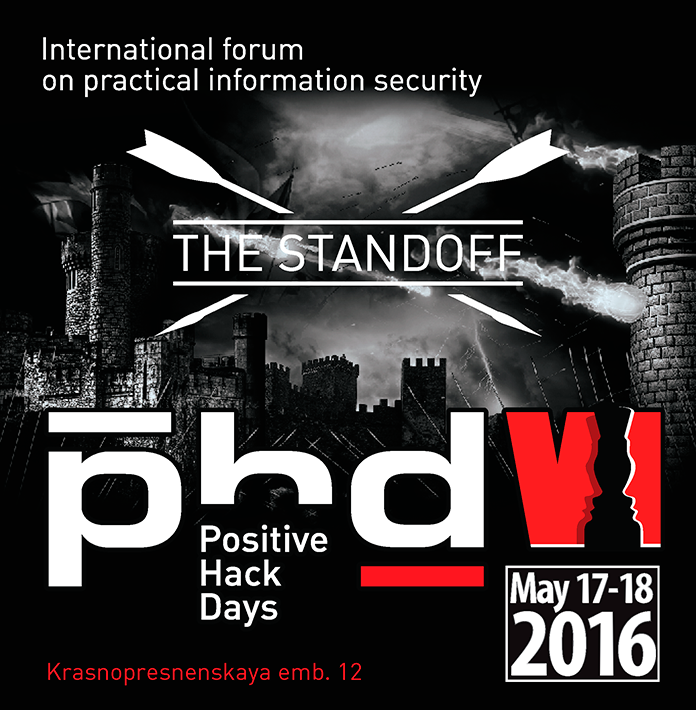 International forum
on practical information security
THE STANDOFF
phd VI
Positive
Hack
Days
May 17-18
2016
Krasnopresnenskaya emb. 12